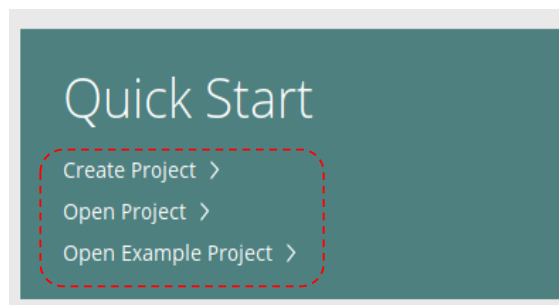 Quick Start
Create Project >
Open Project >
Open Example Project >